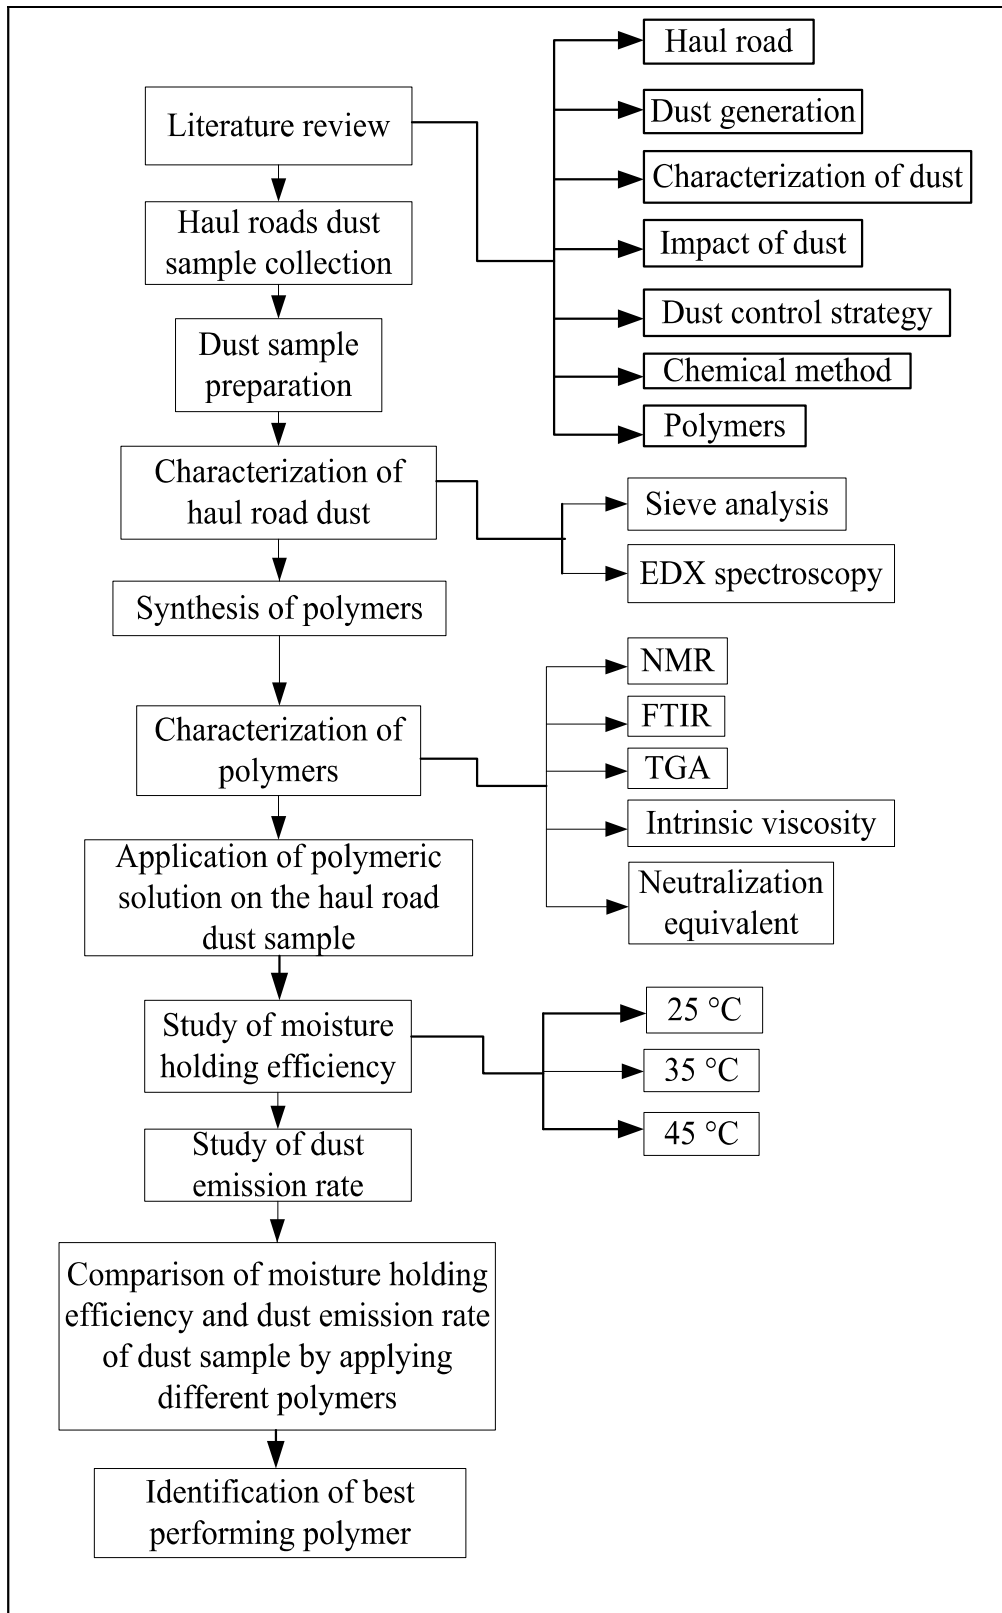 Literature review
Haul road
Dust generation
Characterization of dust
Impact of dust
Dust control strategy
Chemical method
Polymers
Haul roads dust
sample collection
Dust sample
preparation
Characterization of
haul road dust
Sieve analysis
EDX spectroscopy
Synthesis of polymers
Characterization of
polymers
NMR
FTIR
TGA
Intrinsic viscosity
Neutralization
equivalent
Application of polymeric
solution on the haul road
dust sample
Study of moisture
holding efficiency
25 °C
35 °C
45 °C
Study of dust
emission rate
Comparison of moisture holding
efficiency and dust emission rate
of dust sample by applying
different polymers
Identification of best
performing polymer